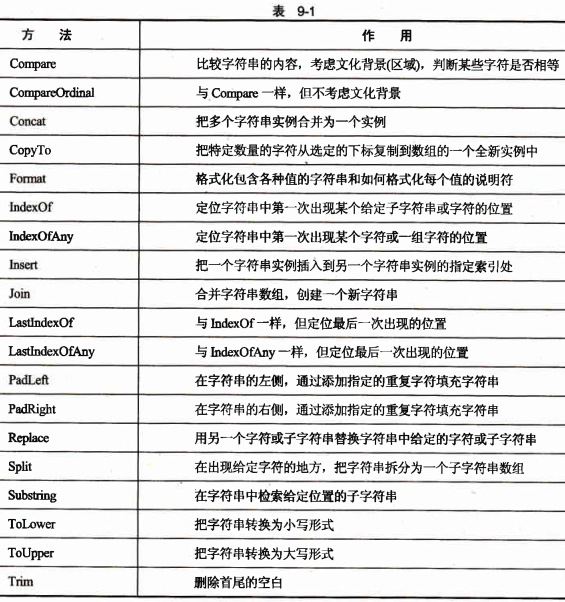 表 9-1
方 法 作 用
Compare 比较字符串的内容，考虑文化背景(区域)，判断某些字符是否相等
CompareOrdinal 与 Compare 一样，但不考虑文化背景
Concat 把多个字符串实例合并为一个实例
CopyTo 把特定数量的字符从选定的下标复制到数组的一个全新实例中
Format 格式化包含各种值的字符串和如何格式化每个值的说明符
IndexOf 定位字符串中第一次出现某个给定子字符串或字符的位置
IndexOfAny 定位字符串中第一次出现某个字符或一组字符的位置
Insert 把一个字符串实例插入到另一个字符串实例的指定索引处
Join 合并字符串数组，创建一个新字符串
LastIndexOf 与 IndexOf 一样，但定位最后一次出现的位置
LastIndexOfAny 与 IndexOfAny 一样，但定位最后一次出现的位置
PadLeft 在字符串的左侧，通过添加指定的重复字符填充字符串
PadRight 在字符串的右侧，通过添加指定的重复字符填充字符串
Replace 用另一个字符或子字符串替换字符串中给定的字符或子字符串
Split 在出现给定字符的地方，把字符串拆分为一个子字符串数组
Substring 在字符串中检索给定位置的子字符串
ToLower 把字符串转换为小写形式
ToUpper 把字符串转换为大写形式
Trim 删除首尾的空白